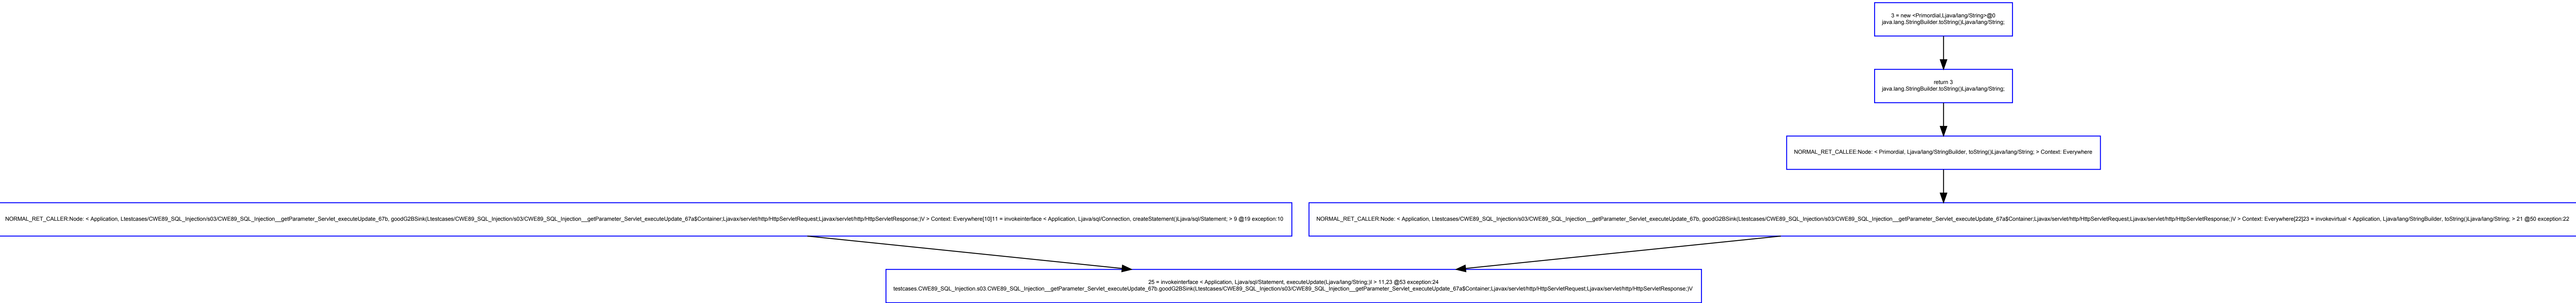 3 = new <Primordial,Ljava/lang/String>@0
java.lang.StringBuilder.toString()Ljava/lang/String;
return 3
java.lang.StringBuilder.toString()Ljava/lang/String;
NORMAL_RET_CALLEE:Node: < Primordial, Ljava/lang/StringBuilder, toString()Ljava/lang/String; > Context: Everywhere
NORMAL_RET_CALLER:Node: < Application, Ltestcases/CWE89_SQL_Injection/s03/CWE89_SQL_Injection__getParameter_Servlet_executeUpdate_67b, goodG2BSink(Ltestcases/CWE89_SQL_Injection/s03/CWE89_SQL_Injection__getParameter_Servlet_executeUpdate_67a$Container;Ljavax/servlet/http/HttpServletRequest;Ljavax/servlet/http/HttpServletResponse;)V > Context: Everywhere[10]11 = invokeinterface < Application, Ljava/sql/Connection, createStatement()Ljava/sql/Statement; > 9 @19 exception:10
NORMAL_RET_CALLER:Node: < Application, Ltestcases/CWE89_SQL_Injection/s03/CWE89_SQL_Injection__getParameter_Servlet_executeUpdate_67b, goodG2BSink(Ltestcases/CWE89_SQL_Injection/s03/CWE89_SQL_Injection__getParameter_Servlet_executeUpdate_67a$Container;Ljavax/servlet/http/HttpServletRequest;Ljavax/servlet/http/HttpServletResponse;)V > Context: Everywhere[22]23 = invokevirtual < Application, Ljava/lang/StringBuilder, toString()Ljava/lang/String; > 21 @50 exception:22
25 = invokeinterface < Application, Ljava/sql/Statement, executeUpdate(Ljava/lang/String;)I > 11,23 @53 exception:24
testcases.CWE89_SQL_Injection.s03.CWE89_SQL_Injection__getParameter_Servlet_executeUpdate_67b.goodG2BSink(Ltestcases/CWE89_SQL_Injection/s03/CWE89_SQL_Injection__getParameter_Servlet_executeUpdate_67a$Container;Ljavax/servlet/http/HttpServletRequest;Ljavax/servlet/http/HttpServletResponse;)V